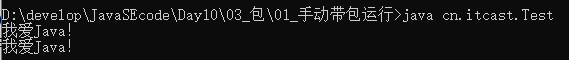 D:\develop\JavaSEcode\Day10\03_包\01_手动带包运行>java cn.itcast.Test
我爱Java!
我爱Java!